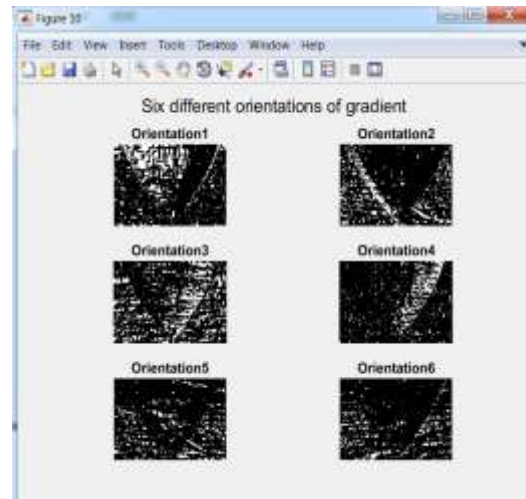 Figure 10
File Edit View Insert Tools Desktop Window Help
Six different orientations of gradient
Orientation1 Orientation2
Orientation3 Orientation4
Orientation5 Orientation6